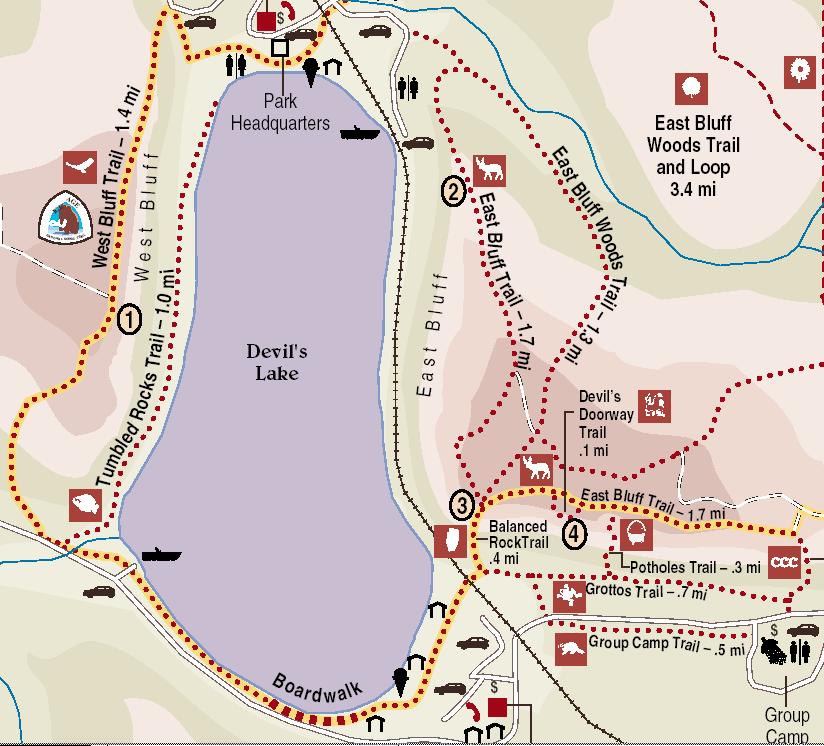 $
Park
Headquarters
East Bluff
Woods Trail
and Loop
3.4 mi
West Bluff Trail – 1.4 mi
West Bluff
2
East Bluff Woods Trail – 1.3 mi
East Bluff Trail – 1.7 mi
East Bluff
1
Tumbled Rocks Trail – 1.0 mi
Devil's
Lake
Devil's
Doorway
Trail
.1 mi
3
East Bluff Trail – 1.7 mi
Balanced
RockTrail
.4 mi
4
Potholes Trail – .3 mi
CCC
Grottos Trail – .7 mi
Group Camp Trail – .5 mi
$
Boardwalk
$
Group
Camp